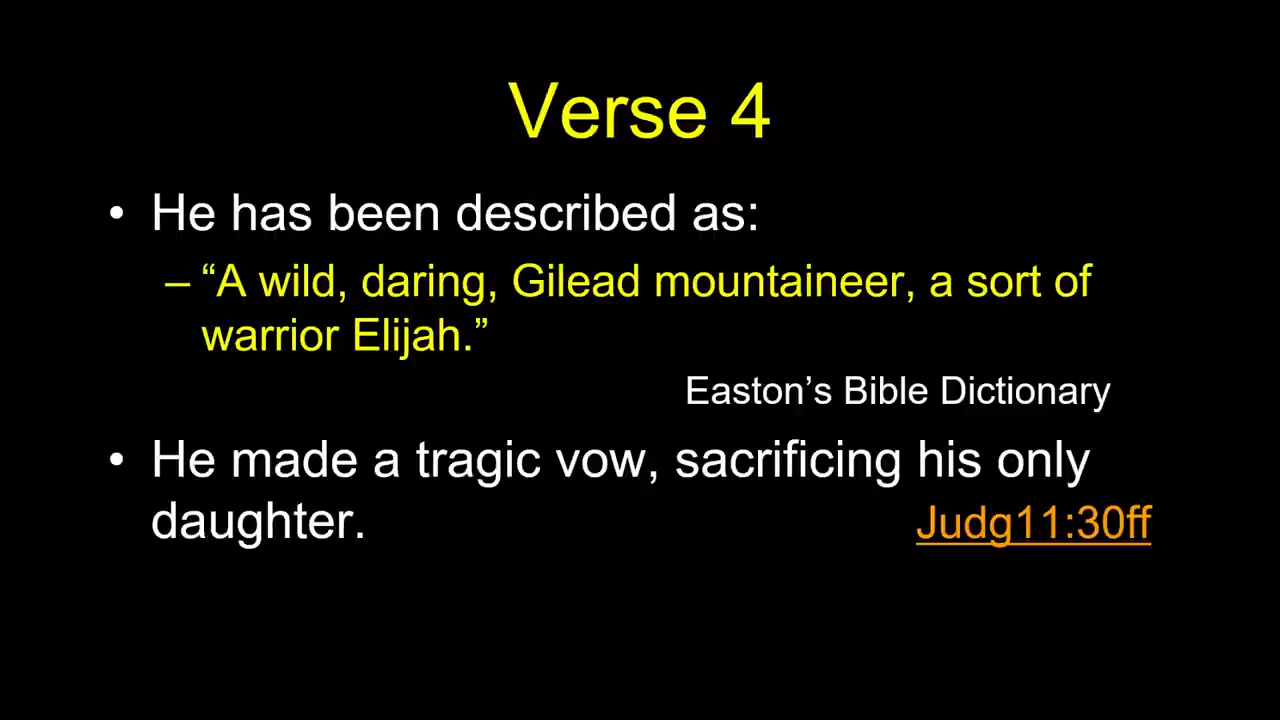 Verse 4
• He has been described as:
– “A wild, daring, Gilead mountaineer, a sort of
warrior Elijah.”
Easton’s Bible Dictionary
• He made a tragic vow, sacrificing his only
daughter. Judg11:30ff